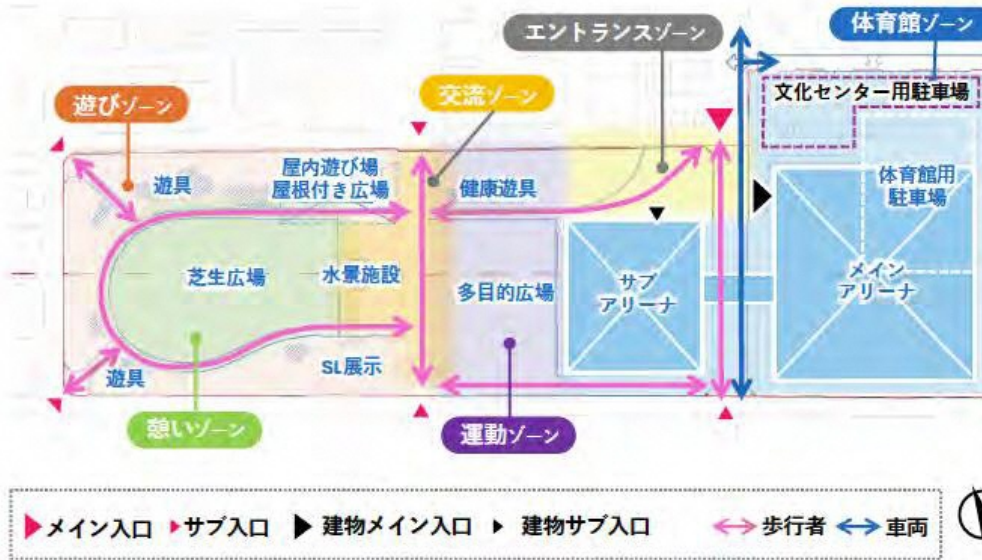 エントランスゾーン
体育館ゾーン
遊びゾーン
交流ゾーン
文化センター用駐車場
遊具
屋内遊び場
屋根付き広場
健康遊具
体育館用
駐車場
芝生広場
水景施設
多目的広場
サブ
アリーナ
メイン
アリーナ
遊具
SL展示
憩いゾーン
運動ゾーン
メイン入口 サブ入口 建物メイン入口 建物サブ入口 歩行者 車両